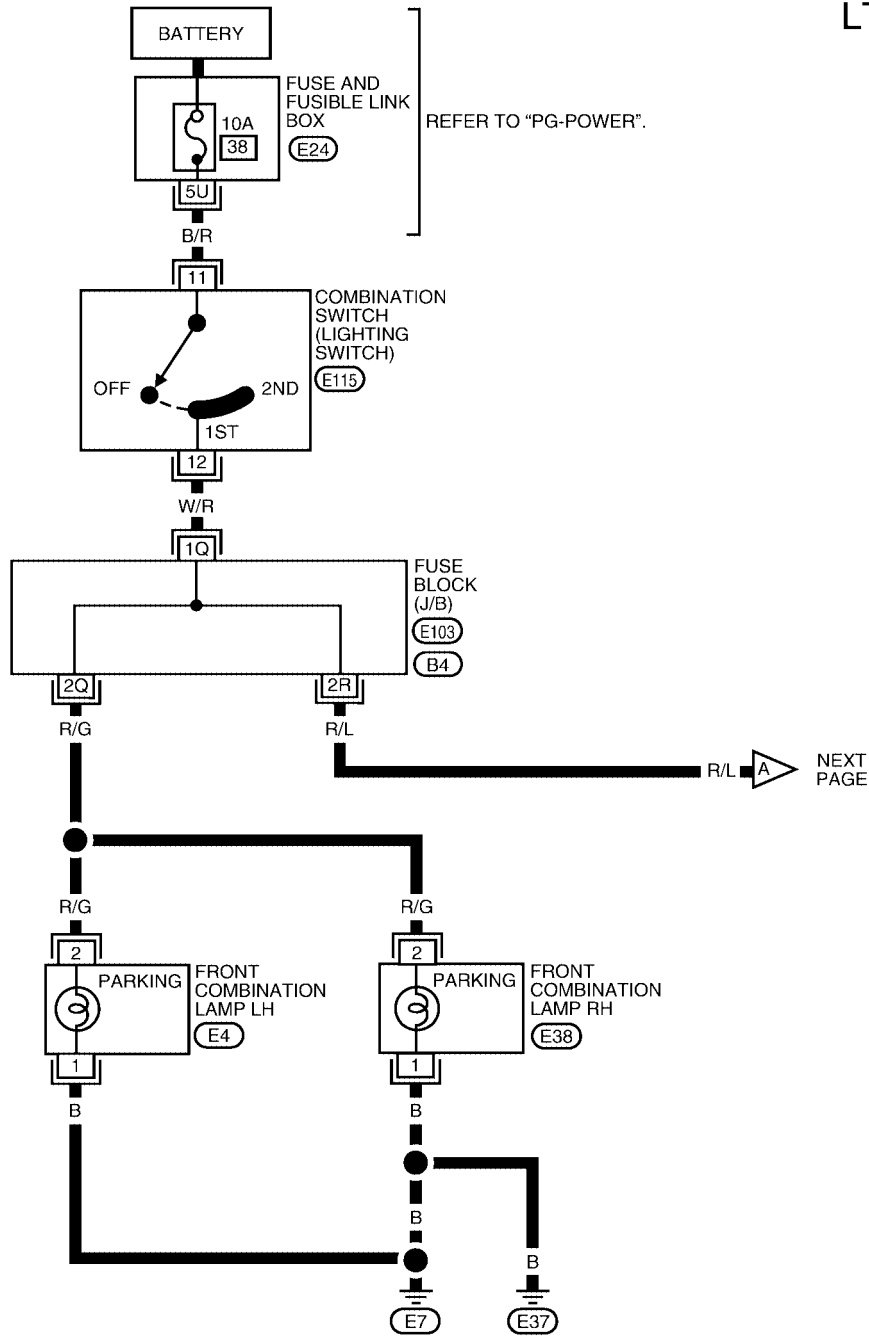 LT
BATTERY
FUSE AND
FUSIBLE LINK
BOX
E24
10A
38
REFER TO “PG-POWER”.
5U
B/R
11
COMBINATION
SWITCH
(LIGHTING
SWITCH)
E115
OFF
2ND
1ST
12
W/R
1Q
FUSE
BLOCK
(J/B)
E103
B4
2Q
2R
R/G
R/L
R/L
A
NEXT
PAGE
R/G
R/G
2
2
PARKING
FRONT
COMBINATION
LAMP LH
E4
PARKING
FRONT
COMBINATION
LAMP RH
E38
1
1
B
B
B
B
E7
E37